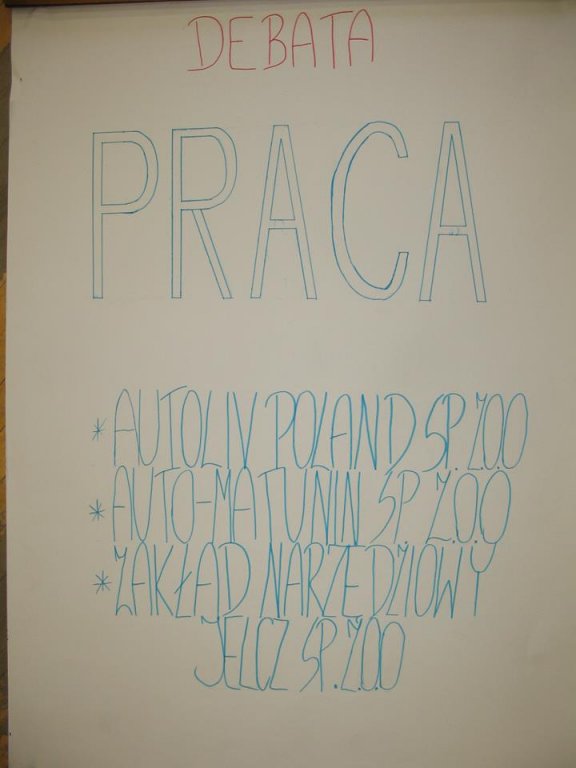 DEBATA
PRACA
* AUTOLIV POLAND SP. Z.O.O
* AUTO-MATUNIN SP. Z.O.O
* ZAKŁAD NARZĘDZIOWY
JELCZ SP. Z.O.O